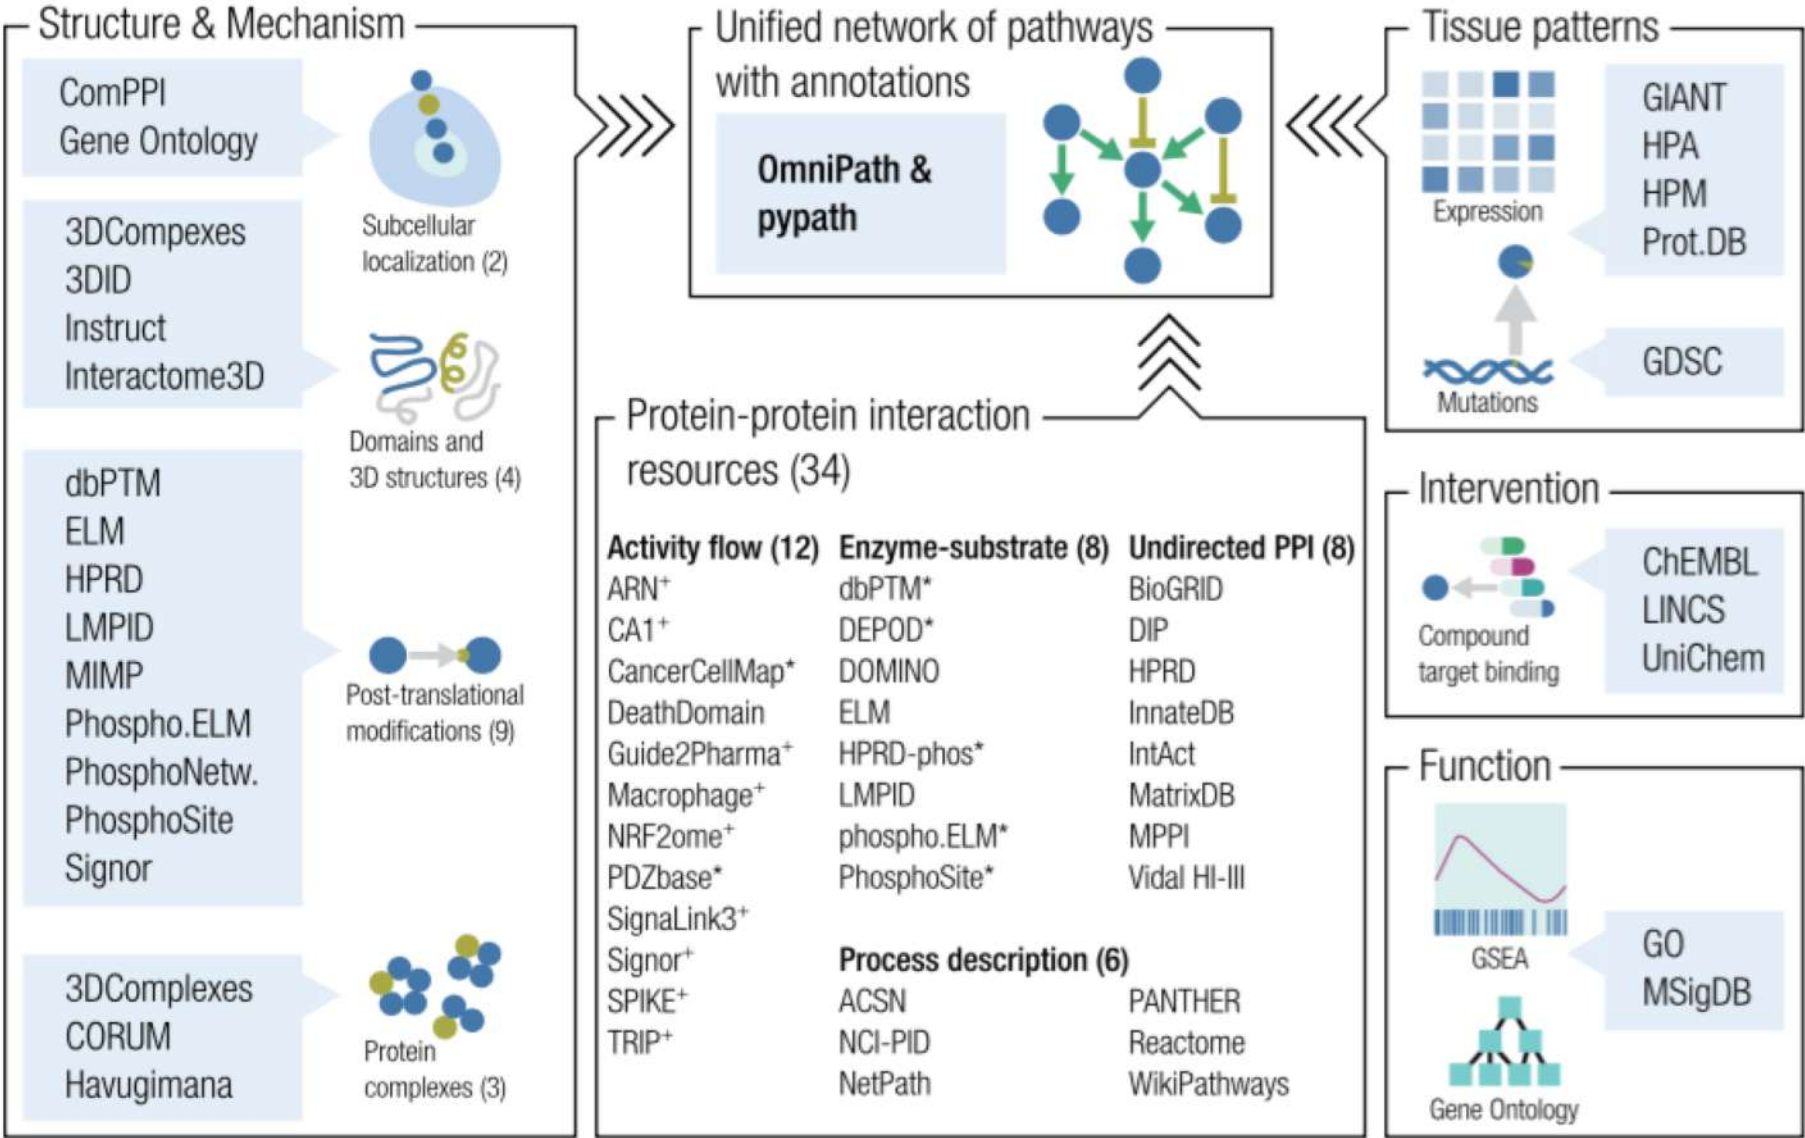 Structure & Mechanism
ComPPI
Gene Ontology
Subcellular
localization (2)
3DCompexes
3DID
Instruct
Interactome3D
Domains and
3D structures (4)
dbPTM
ELM
HPRD
LMPID
MIMP
Phospho.ELM
PhosphoNetw.
PhosphoSite
Signor
Post-translational
modifications (9)
3DComplexes
CORUM
Havugimana
Protein
complexes (3)
Unified network of pathways
with annotations
OmniPath &
pypath
Protein-protein interaction
resources (34)
Activity flow (12)
ARN+
CA1+
CancerCellMap*
DeathDomain
Guide2Pharma+
Macrophage+
NRF2ome+
PDZbase*
SignaLink3+
Signor+
SPIKE+
TRIP+
Enzyme-substrate (8)
dbPTM*
DEPOD*
DOMINO
ELM
HPRD-phos*
LMPID
phospho.ELM*
PhosphoSite*
Undirected PPI (8)
BioGRID
DIP
HPRD
InnateDB
IntAct
MatrixDB
MPPI
Vidal HI-III
Process description (6)
ACSN
NCI-PID
NetPath
PANTHER
Reactome
WikiPathways
Tissue patterns
Expression
GIANT
HPA
HPM
Prot.DB
Mutations
GDSC
Intervention
Compound
target binding
ChEMBL
LINCS
UniChem
Function
GSEA
GO
MSigDB
Gene Ontology